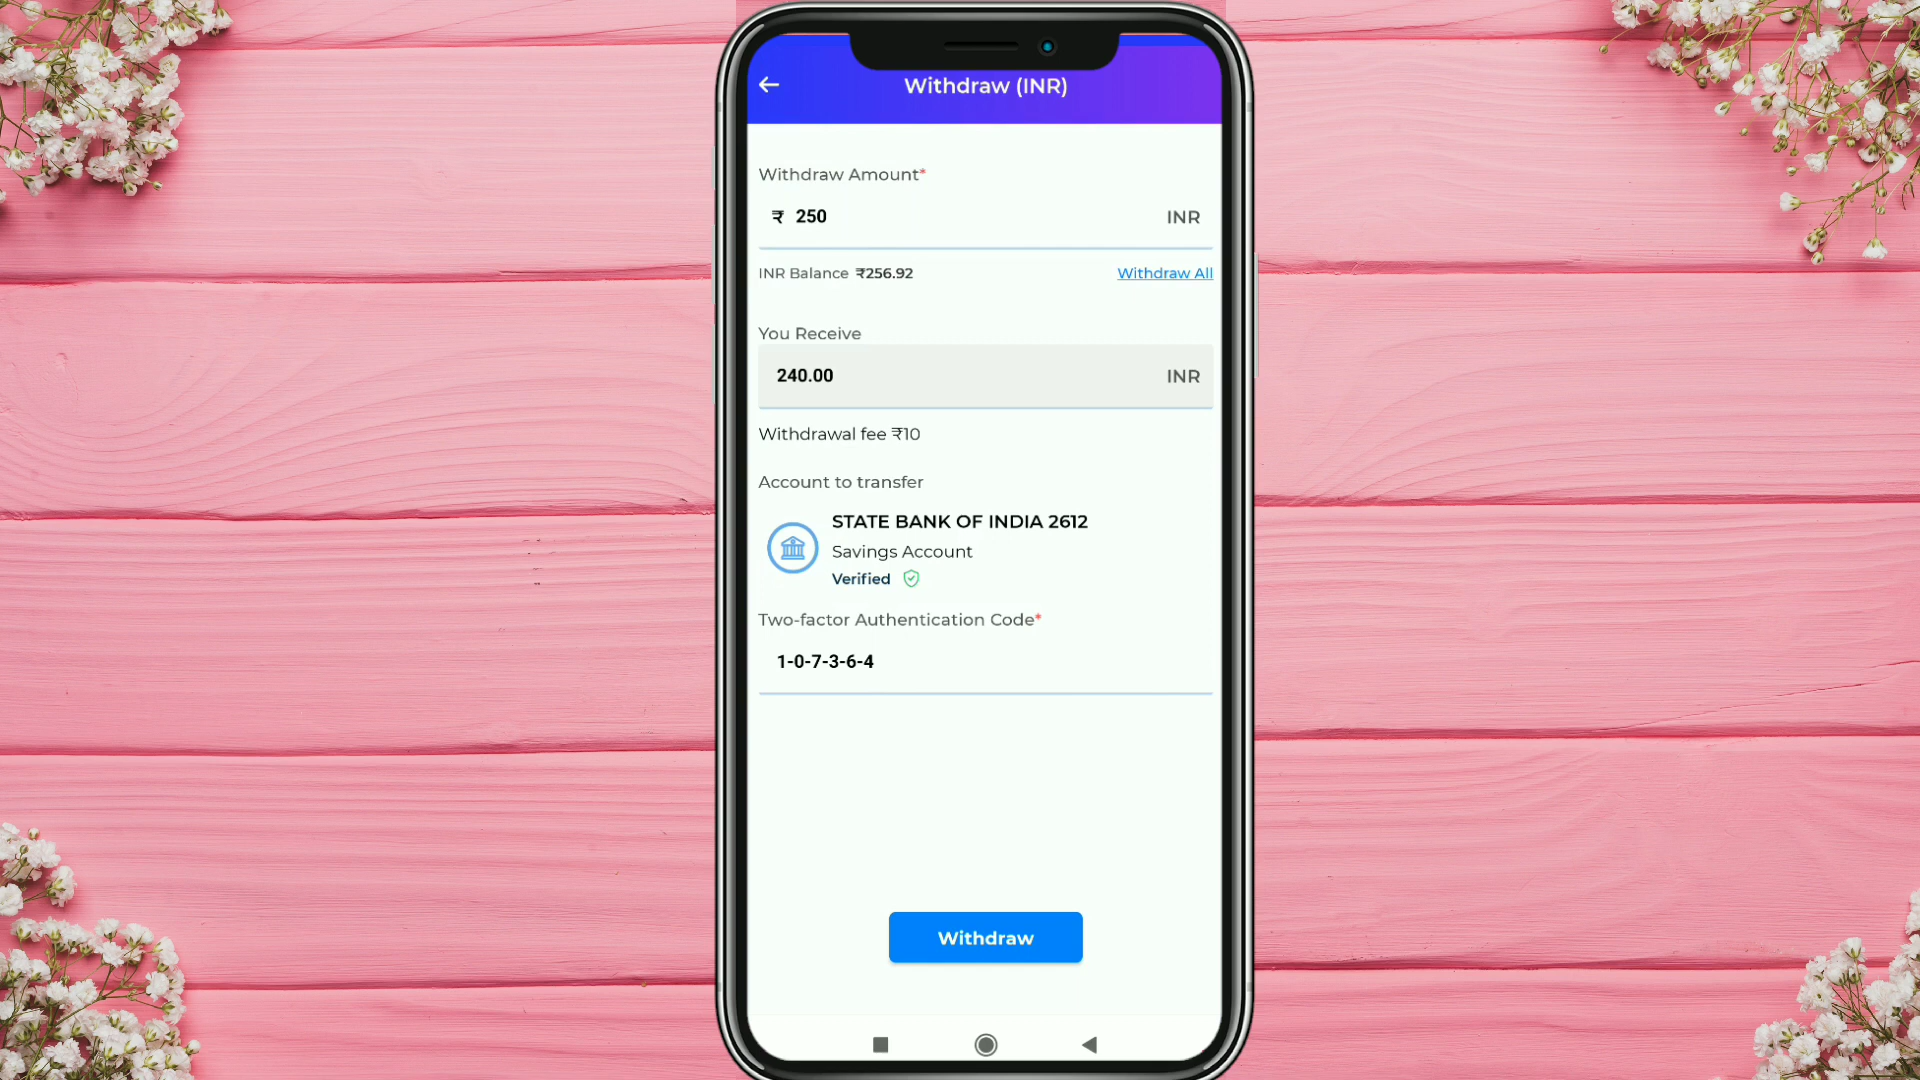 Withdraw (INR)
Withdraw Amount*
₹ 250 INR
INR Balance ₹256.92 Withdraw All
You Receive
240.00 INR
Withdrawal fee ₹10
Account to transfer
STATE BANK OF INDIA 2612
Savings Account
Verified
Two-factor Authentication Code*
1-0-7-3-6-4
Withdraw